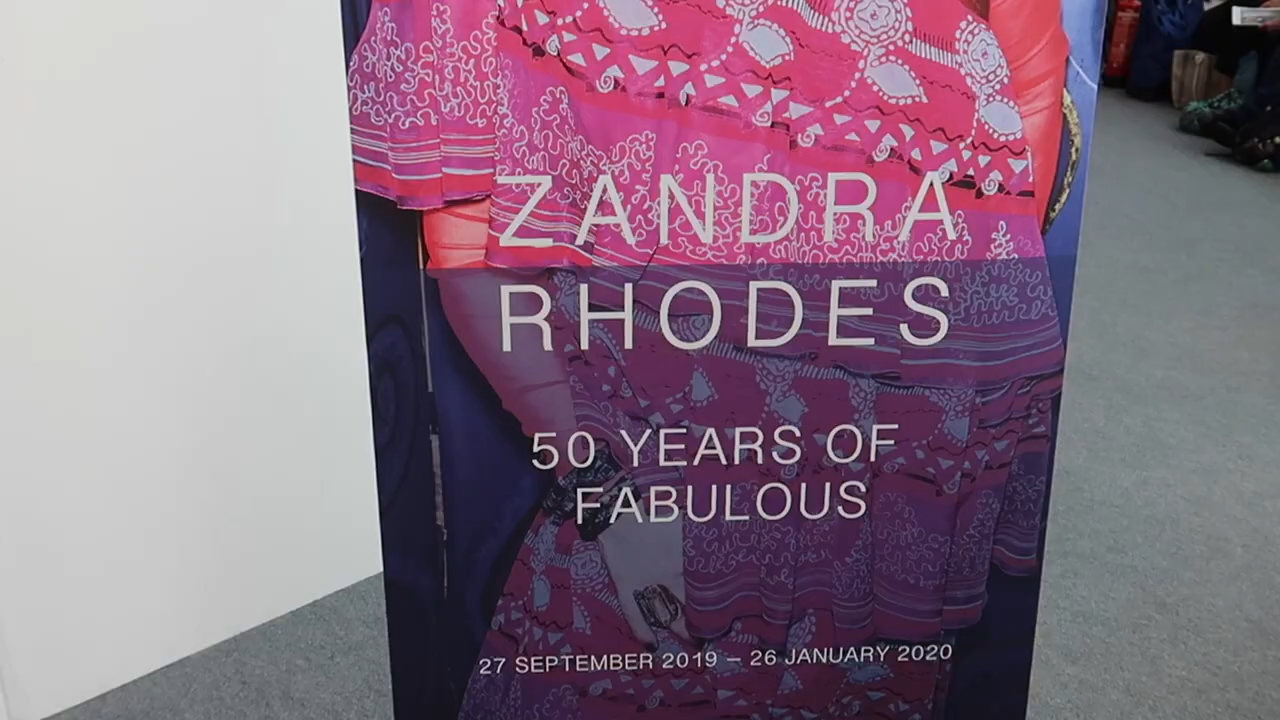 ZANDRA
RHODES
50 YEARS OF
FABULOUS
27 SEPTEMBER 2019 – 26 JANUARY 2020